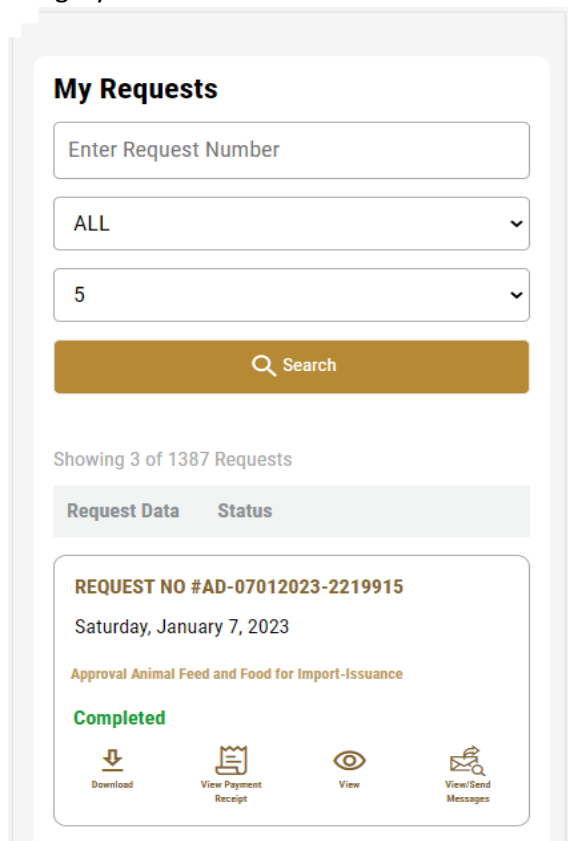 My Requests
Enter Request Number
ALL
5
Search
Showing 3 of 1387 Requests
Request Data Status
REQUEST NO #AD-07012023-2219915
Saturday, January 7, 2023
Approval Animal Feed and Food for Import-Issuance
Completed
Download
View Payment
Receipt
View
View/Send
Messages